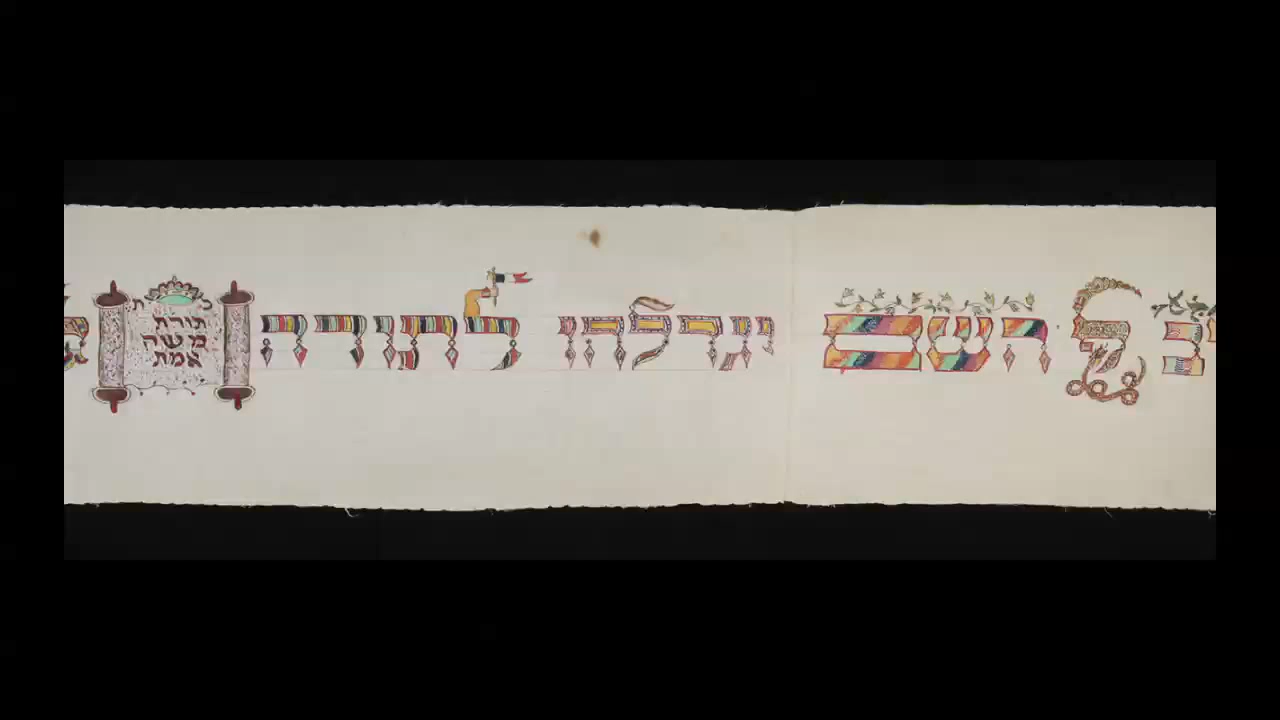 השם יגדלהו לתורה
כ ת
תורת
משה
אמת